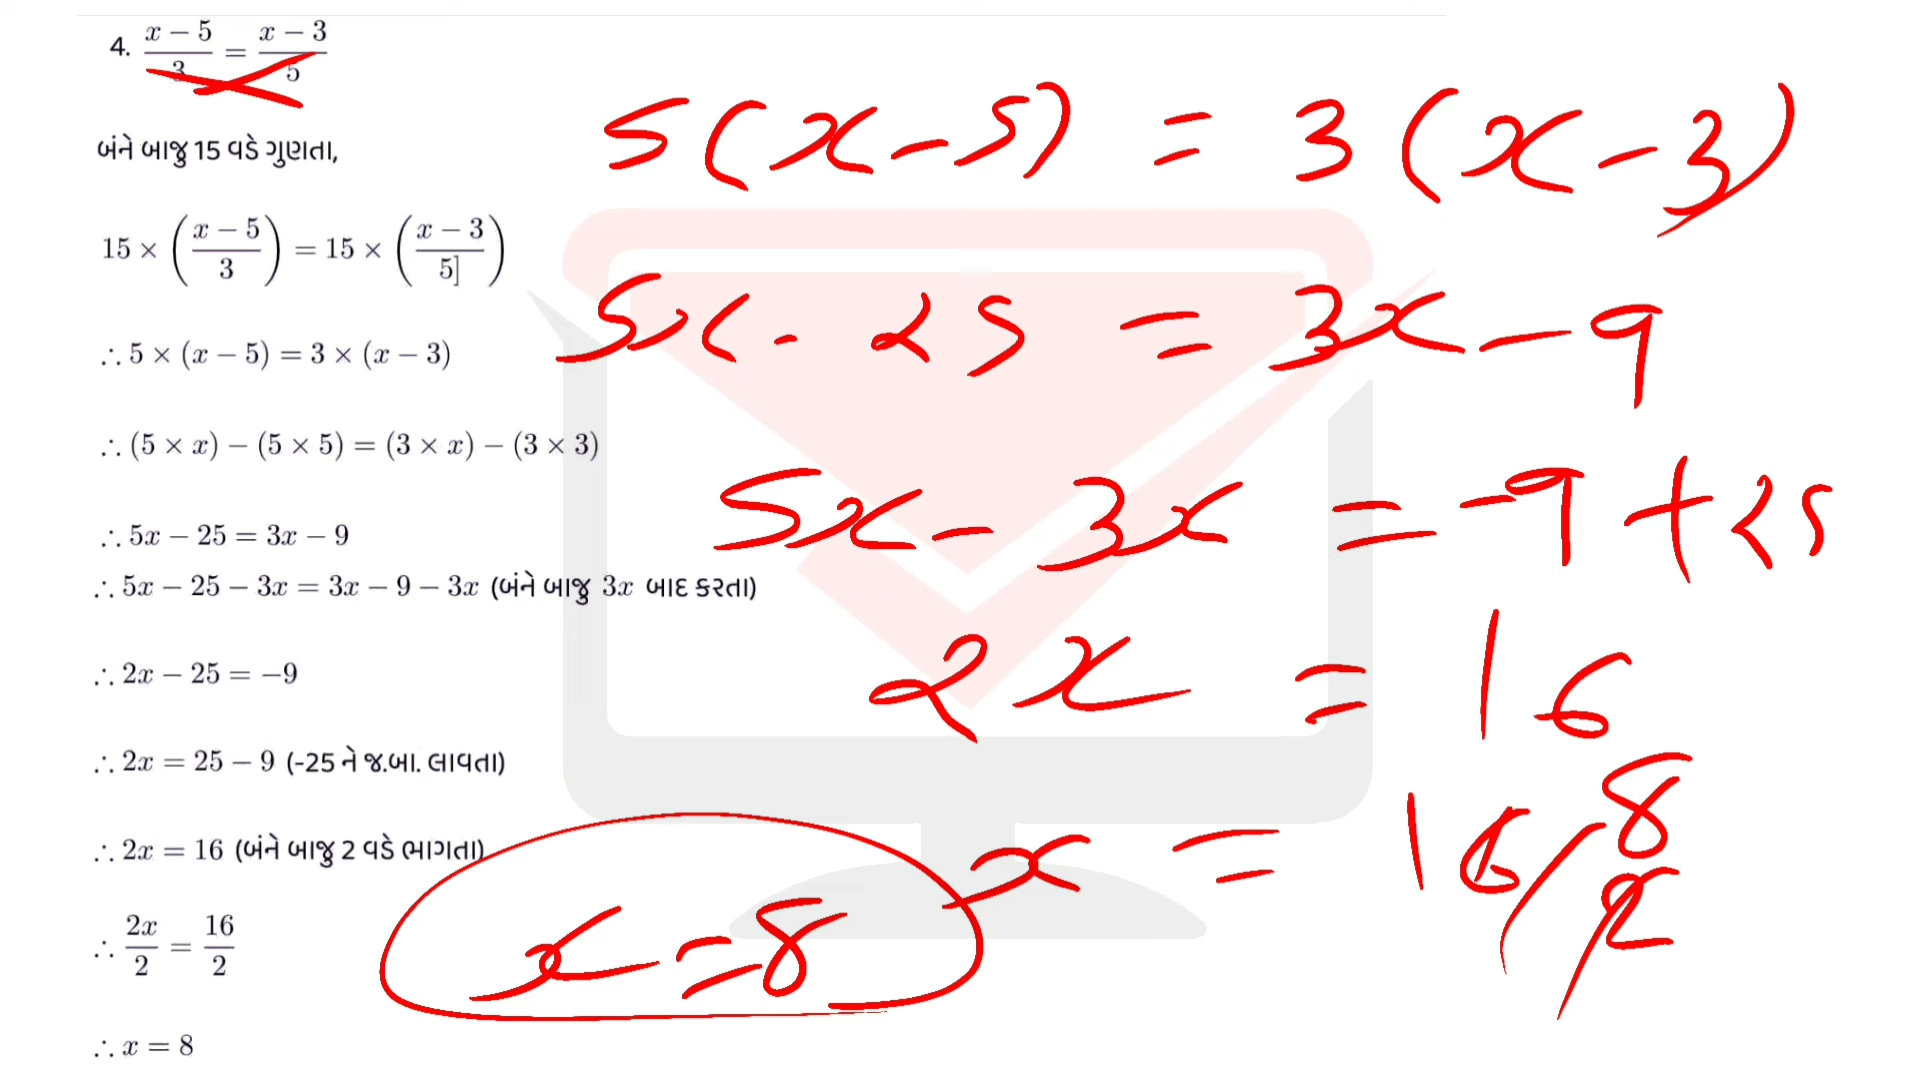 4. (x − 5)/3 = (x − 3)/5
બંને બાજુ 15 વડે ગુણતા,
15 × ((x − 5)/3) = 15 × ((x − 3)/5])
∴ 5 × (x − 5) = 3 × (x − 3)
∴ (5 × x) − (5 × 5) = (3 × x) − (3 × 3)
∴ 5x − 25 = 3x − 9
∴ 5x − 25 − 3x = 3x − 9 − 3x (બંને બાજુ 3x બાદ કરતા)
∴ 2x − 25 = −9
∴ 2x = 25 − 9 (-25 ને જ.બા. લાવતા)
∴ 2x = 16 (બંને બાજુ 2 વડે ભાગતા)
∴ 2x/2 = 16/2
∴ x = 8
5(x − 5) = 3(x − 3)
5x - 25 = 3x − 9
5x − 3x = −9 + 25
2x = 16
x = 16/2 8
x = 8